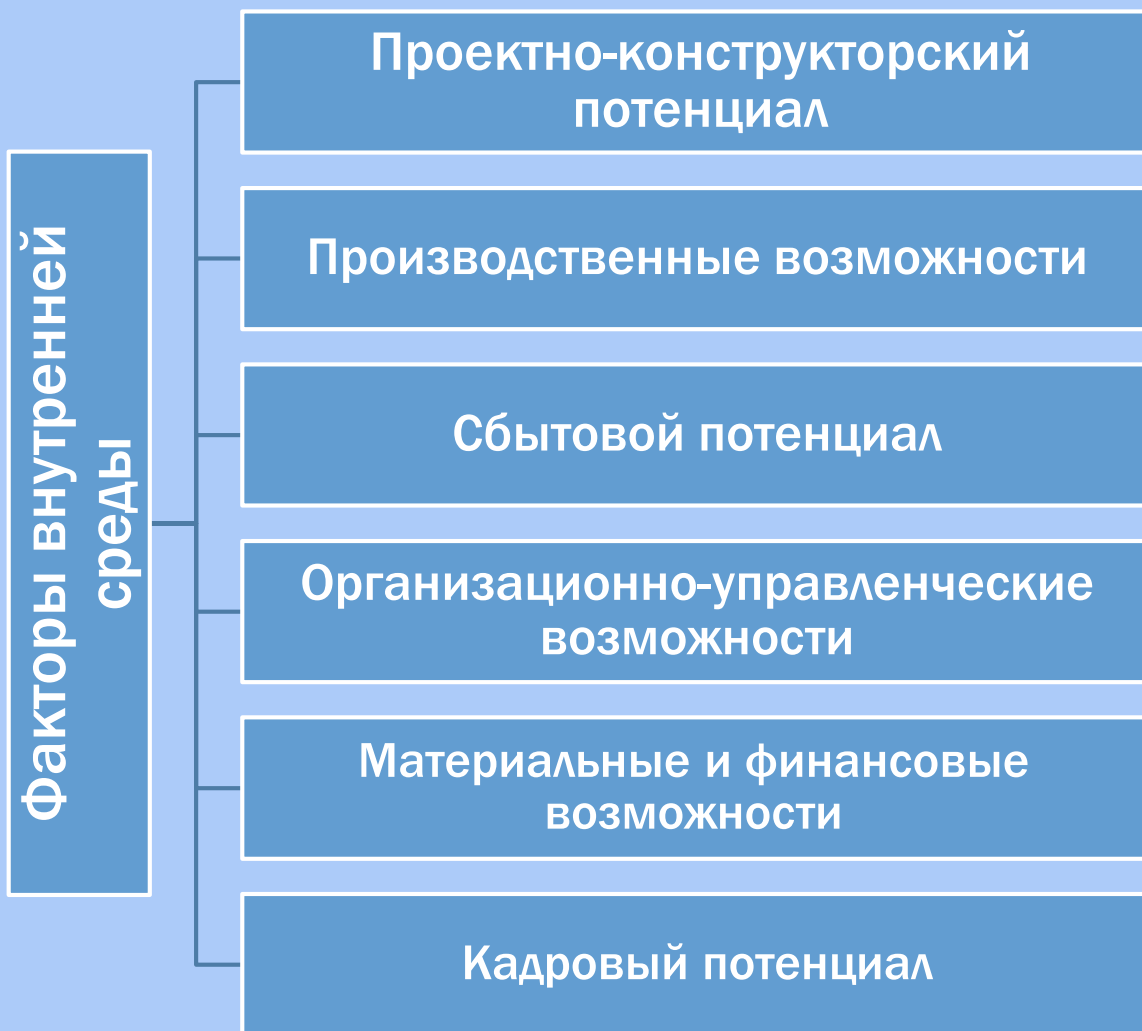 Факторы внутренней
среды
Проектно-конструкторский
потенциал
Производственные возможности
Сбытовой потенциал
Организационно-управленческие
возможности
Материальные и финансовые
возможности
Кадровый потенциал